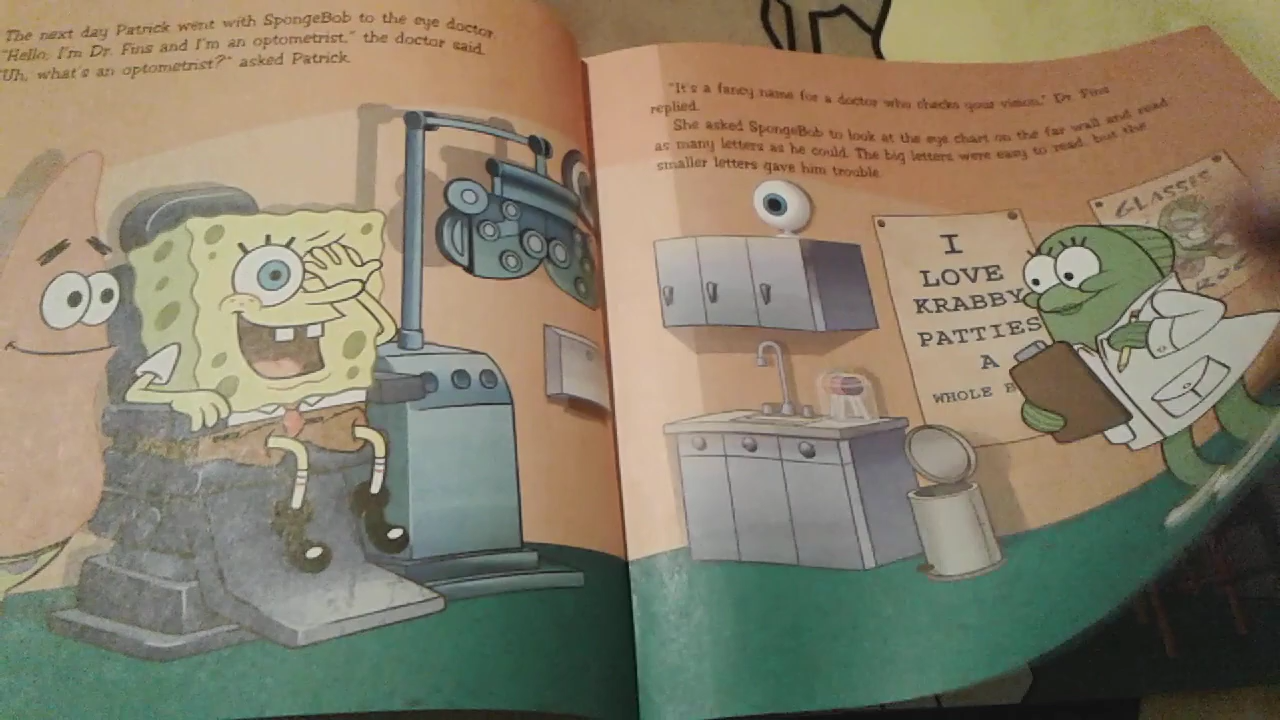 The next day Patrick went with SpongeBob to the eye doctor.
"Hello, I'm Dr. Fins and I'm an optometrist," the doctor said.
"Uh, what's an optometrist?" asked Patrick.
"It's a fancy name for a doctor who checks your vision," Dr. Fins
replied.
She asked SpongeBob to look at the eye chart on the far wall and read
as many letters as he could. The big letters were easy to read, but the
smaller letters gave him trouble.
I
LOVE
KRABBY
PATTIES
A
WHOLE B
GLASSES